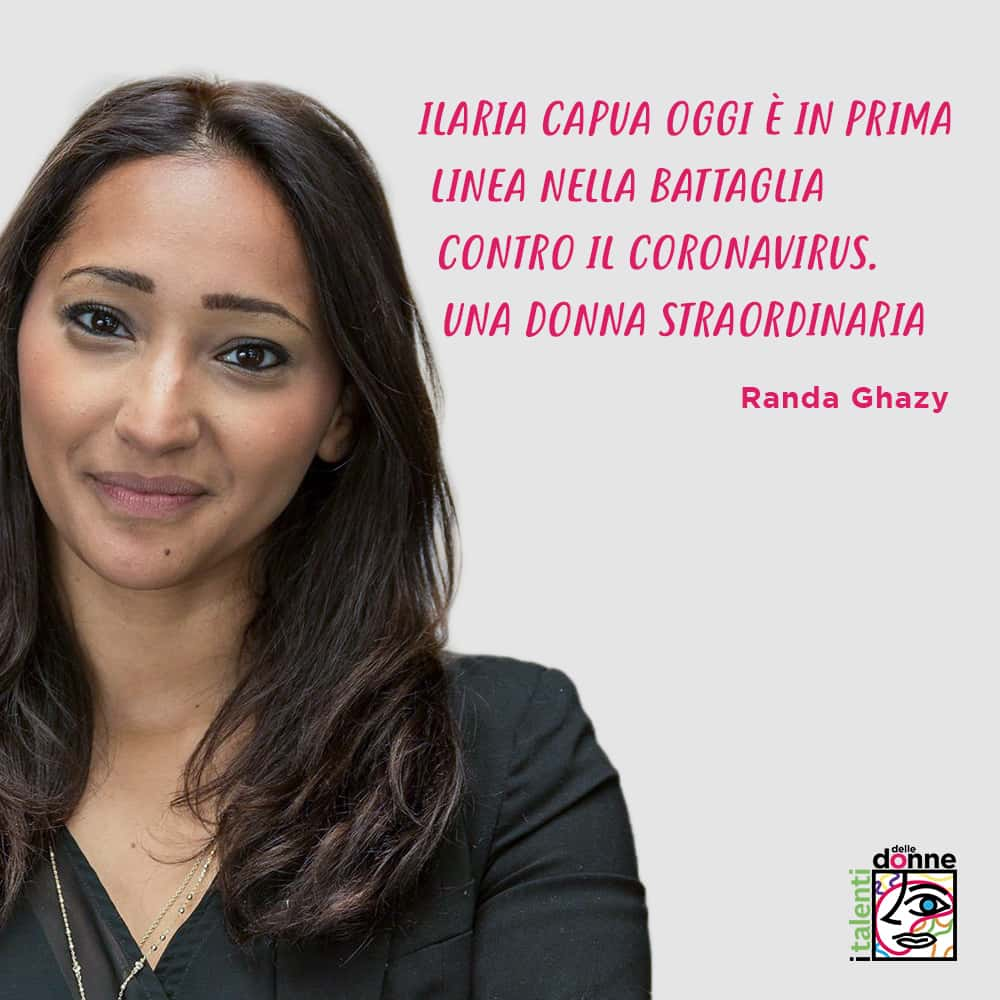 ILARIA CAPUA OGGI È IN PRIMA
LINEA NELLA BATTAGLIA
CONTRO IL CORONAVIRUS.
UNA DONNA STRAORDINARIA
Randa Ghazy
i talenti
delle
donne